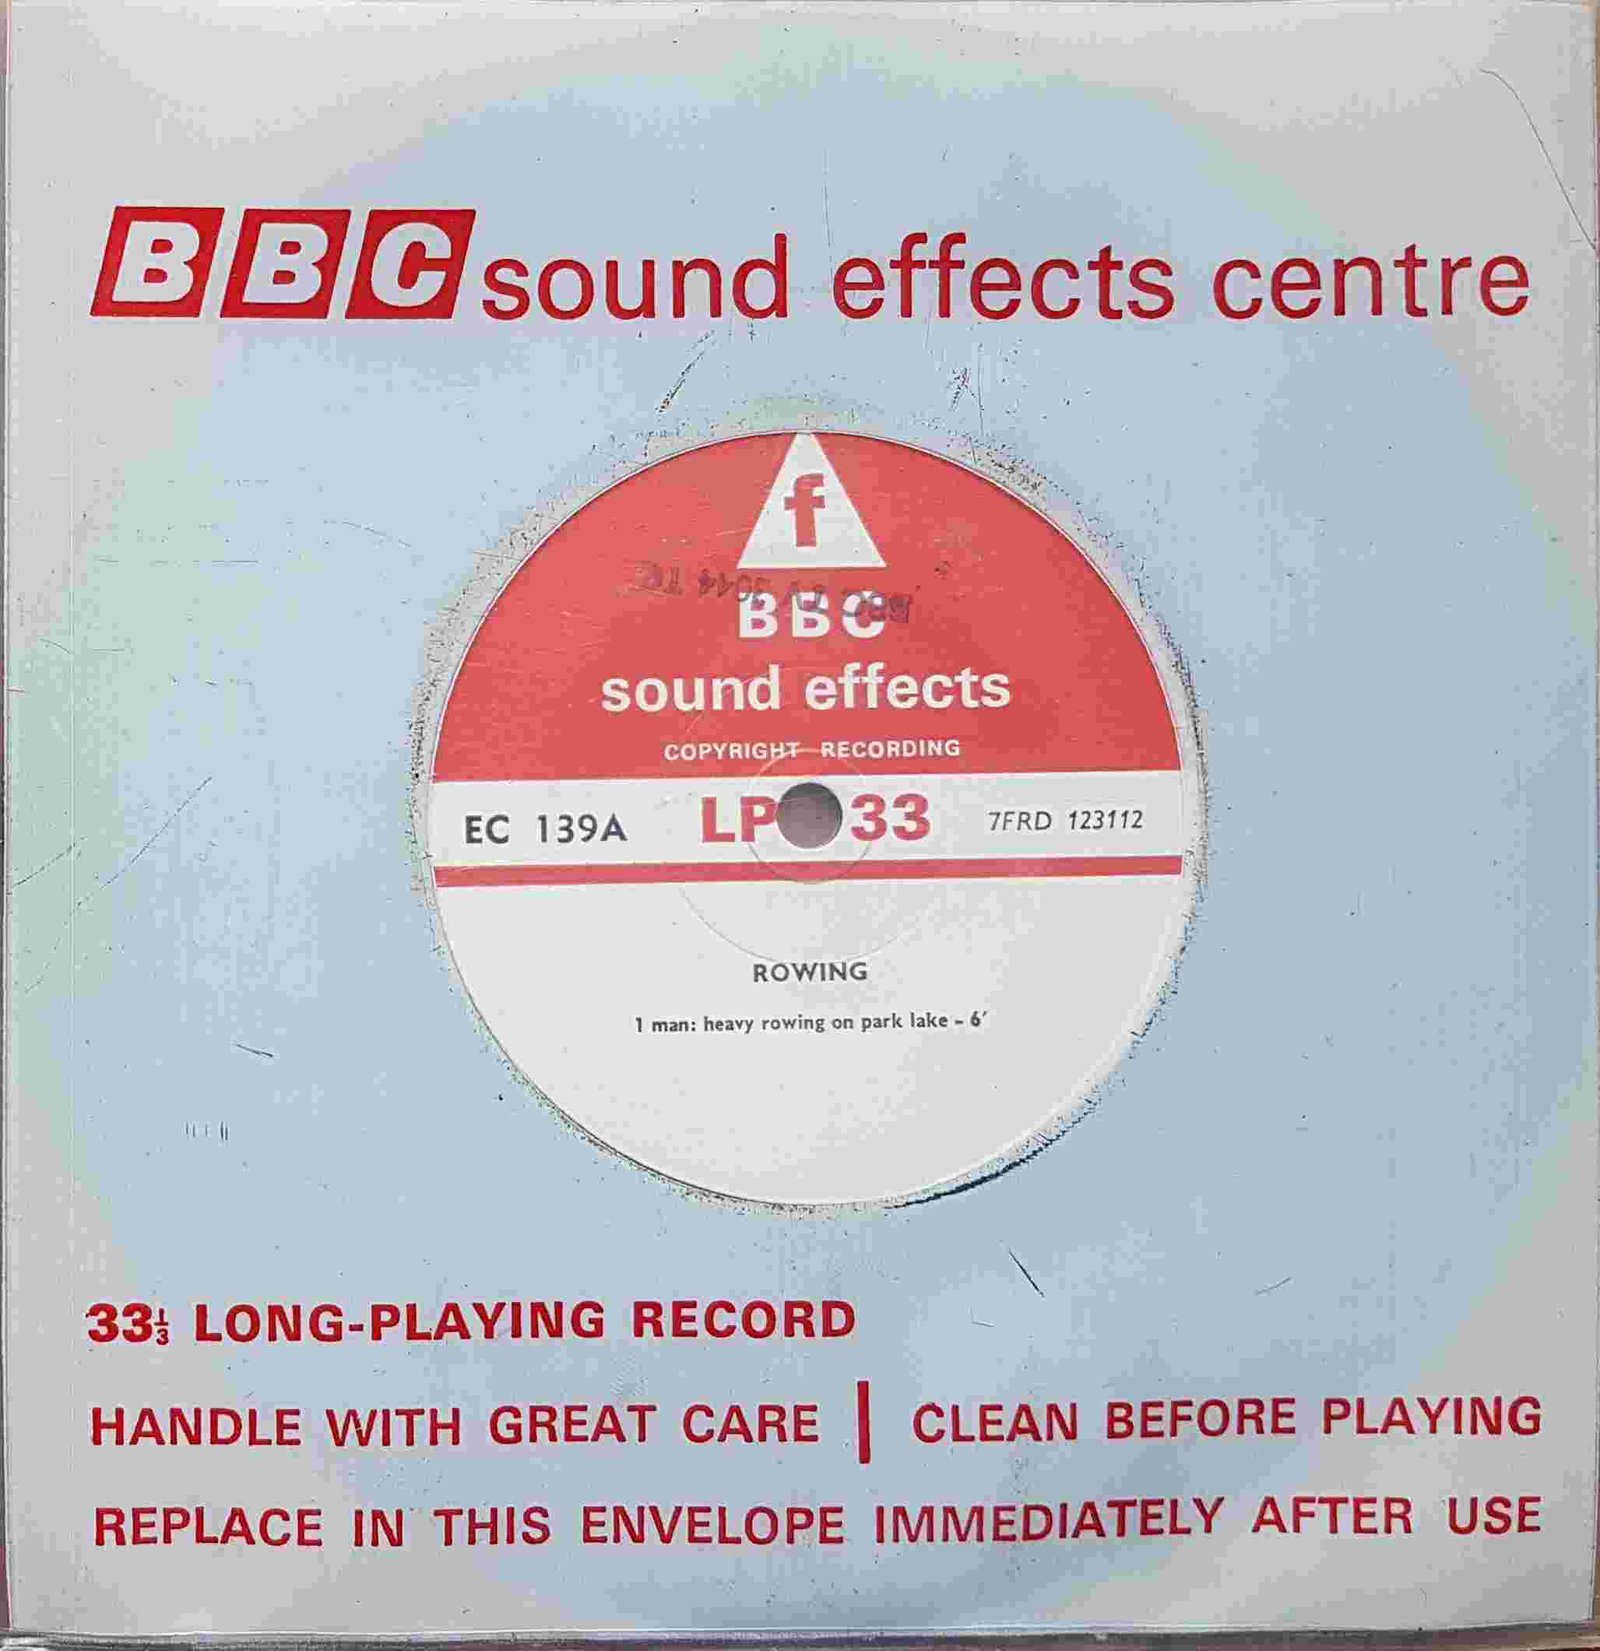 BBC sound effects centre
f
BBC
sound effects
COPYRIGHT RECORDING
EC 139A LP 33 7FRD 123112
ROWING
1 man: heavy rowing on park lake - 6′
33⅓ LONG-PLAYING RECORD
HANDLE WITH GREAT CARE | CLEAN BEFORE PLAYING
REPLACE IN THIS ENVELOPE IMMEDIATELY AFTER USE